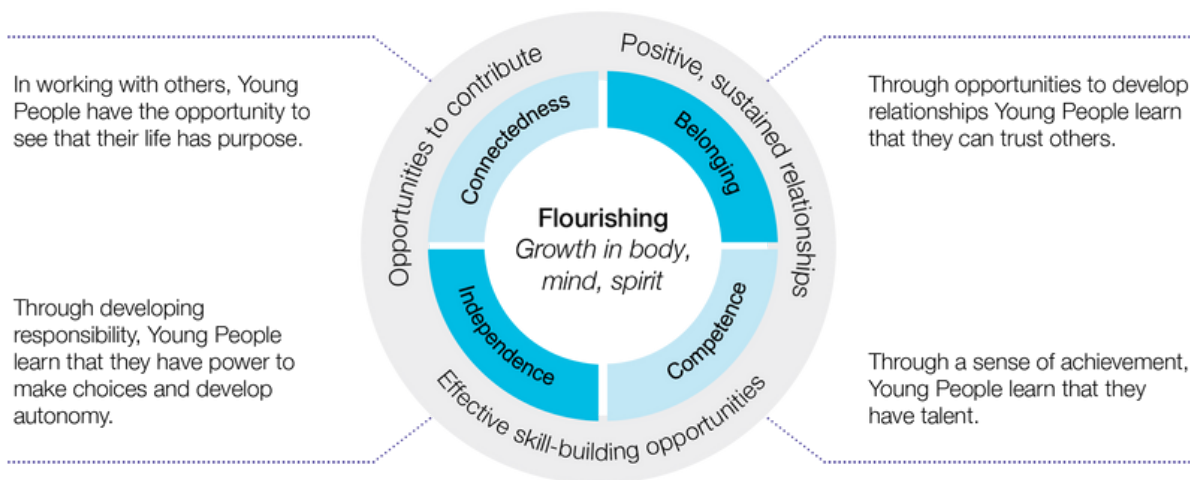 In working with others, Young
People have the opportunity to
see that their life has purpose.
Through developing
responsibility, Young People
learn that they have power to
make choices and develop
autonomy.
Opportunities to contribute
Positive, sustained relationships
Effective skill-building opportunities
Connectedness
Belonging
Independence
Competence
Flourishing
Growth in body,
mind, spirit
Through opportunities to develop
relationships Young People learn
that they can trust others.
Through a sense of achievement,
Young People learn that they
have talent.